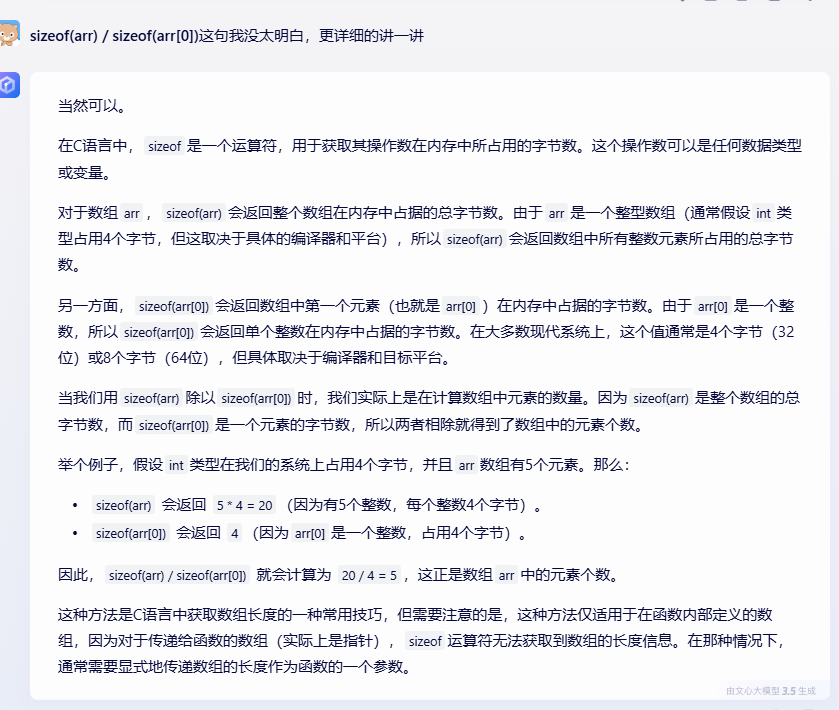 sizeof(arr) / sizeof(arr[0])这句我没太明白，更详细的讲一讲
当然可以。
在C语言中， sizeof 是一个运算符，用于获取其操作数在内存中所占用的字节数。这个操作数可以是任何数据类型
或变量。
对于数组 arr ， sizeof(arr) 会返回整个数组在内存中占据的总字节数。由于 arr 是一个整型数组（通常假设 int 类
型占用4个字节，但这取决于具体的编译器和平台），所以 sizeof(arr) 会返回数组中所有整数元素所占用的总字节
数。
另一方面， sizeof(arr[0]) 会返回数组中第一个元素（也就是 arr[0] ）在内存中占据的字节数。由于 arr[0] 是一个整
数，所以 sizeof(arr[0]) 会返回单个整数在内存中占据的字节数。在大多数现代系统上，这个值通常是4个字节（32
位）或8个字节（64位），但具体取决于编译器和目标平台。
当我们用 sizeof(arr) 除以 sizeof(arr[0]) 时，我们实际上是在计算数组中元素的数量。因为 sizeof(arr) 是整个数组的总
字节数，而 sizeof(arr[0]) 是一个元素的字节数，所以两者相除就得到了数组中的元素个数。
举个例子，假设 int 类型在我们的系统上占用4个字节，并且 arr 数组有5个元素。那么：
• sizeof(arr) 会返回 5 * 4 = 20 （因为有5个整数，每个整数4个字节）。
• sizeof(arr[0]) 会返回 4 （因为 arr[0] 是一个整数，占用4个字节）。
因此， sizeof(arr) / sizeof(arr[0]) 就会计算为 20 / 4 = 5 ，这正是数组 arr 中的元素个数。
这种方法是C语言中获取数组长度的一种常用技巧，但需要注意的是，这种方法仅适用于在函数内部定义的数
组，因为对于传递给函数的数组（实际上是指针）， sizeof 运算符无法获取到数组的长度信息。在那种情况下，
通常需要显式地传递数组的长度作为函数的一个参数。
由文心大模型 3.5 生成